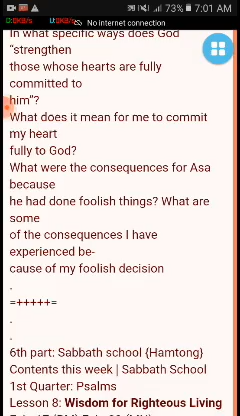 73% 7:01 AM
U:0KB/s D:0KB/s No internet connection
In what specific ways does God
"strengthen
those whose hearts are fully
committed to
him"?
What does it mean for me to commit
my heart
fully to God?
What were the consequences for Asa
because
he had done foolish things? What are
some
of the consequences I have
experienced be-
cause of my foolish decision
.
=+++++=
.
.
6th part: Sabbath school {Hamtong}
Contents this week | Sabbath School
1st Quarter: Psalms
Lesson 8: Wisdom for Righteous Living